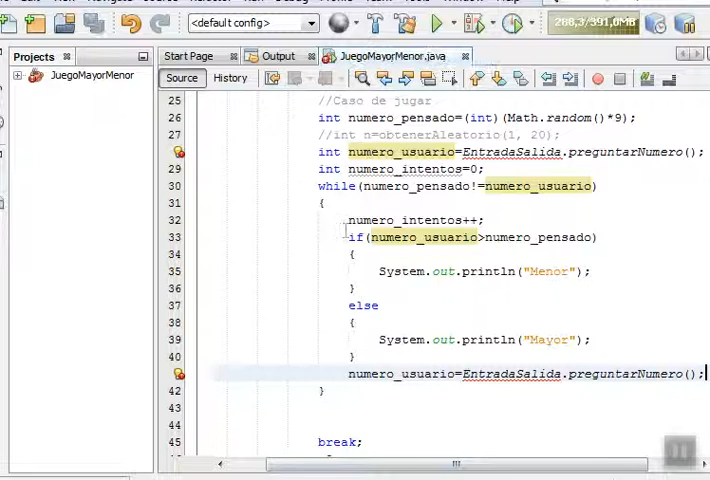 <default config>
288,3/391,0MB
Projects
Start Page
Output
JuegoMayorMenor.java
JuegoMayorMenor
Source
History
25 //Caso de jugar
26 int numero_pensado=(int)(Math.random()*9);
27 //int n=obtenerAleatorio(1, 20);
int numero_usuario=EntradaSalida.preguntarNumero();
29 int numero_intentos=0;
30 while(numero_pensado!=numero_usuario)
31 {
32 numero_intentos++;
33 if(numero_usuario>numero_pensado)
34 {
35 System.out.println("Menor");
36 }
37 else
38 {
39 System.out.println("Mayor");
40 }
numero_usuario=EntradaSalida.preguntarNumero();
42 }
43
44
45 break;